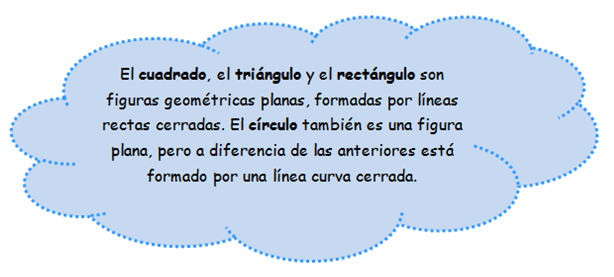 El cuadrado, el triángulo y el rectángulo son
figuras geométricas planas, formadas por líneas
rectas cerradas. El círculo también es una figura
plana, pero a diferencia de las anteriores está
formado por una línea curva cerrada.